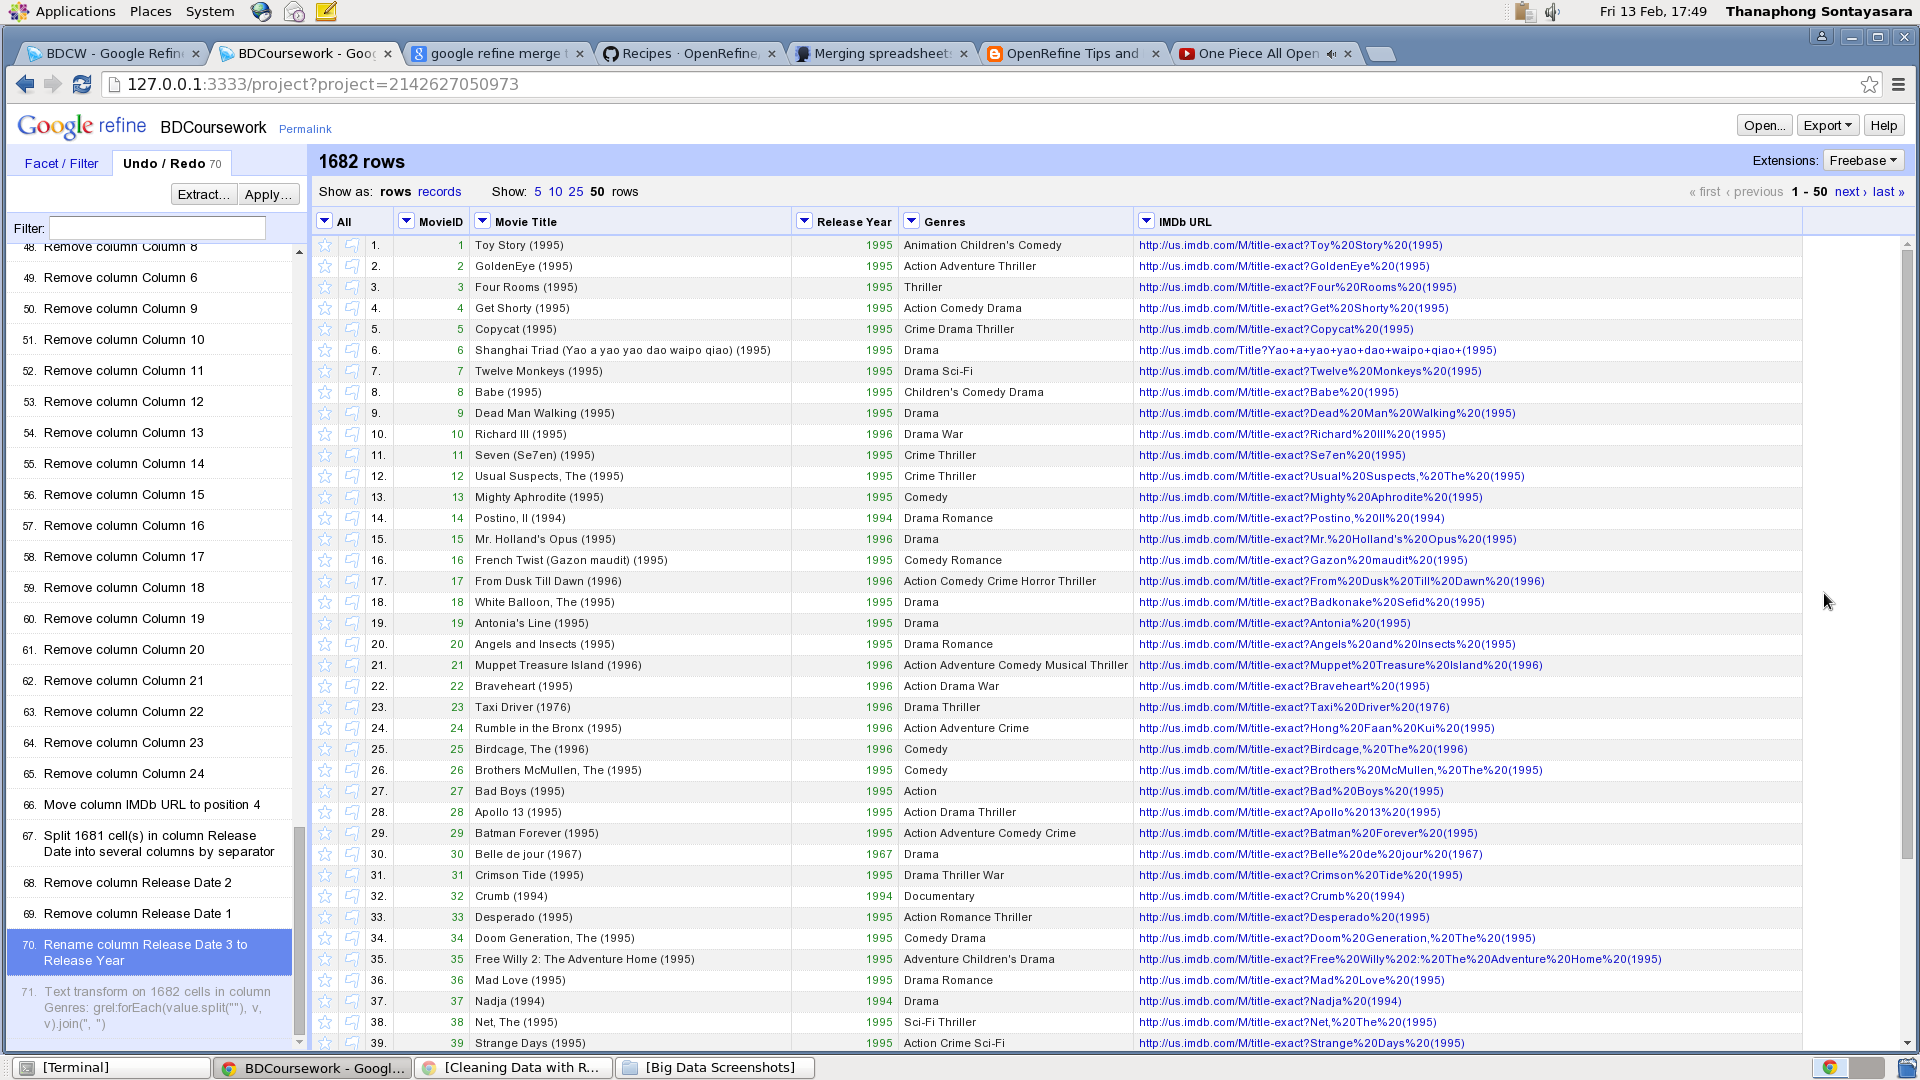 Applications Places System Fri 13 Feb, 17:49 Thanaphong Sontayasara
BDCW - Google Refin BDCoursework - Goog google refine merge t Recipes · OpenRefine, Merging spreadsheets OpenRefine Tips and One Piece All Open
127.0.0.1:3333/project?project=2142627050973
Google refine BDCoursework Permalink Open... Export Help
Facet / Filter Undo / Redo 70 1682 rows Extensions: Freebase
Extract... Apply... Show as: rows records Show: 5 10 25 50 rows « first ‹ previous 1 - 50 next › last »
Filter: All MovieID Movie Title Release Year Genres IMDb URL
48. Remove column Column 8
49. Remove column Column 6
50. Remove column Column 9
51. Remove column Column 10
52. Remove column Column 11
53. Remove column Column 12
54. Remove column Column 13
55. Remove column Column 14
56. Remove column Column 15
57. Remove column Column 16
58. Remove column Column 17
59. Remove column Column 18
60. Remove column Column 19
61. Remove column Column 20
62. Remove column Column 21
63. Remove column Column 22
64. Remove column Column 23
65. Remove column Column 24
66. Move column IMDb URL to position 4
67. Split 1681 cell(s) in column Release
Date into several columns by separator
68. Remove column Release Date 2
69. Remove column Release Date 1
70. Rename column Release Date 3 to
Release Year
71. Text transform on 1682 cells in column
Genres: grel:forEach(value.split(""), v,
v).join(", ")
1. 1 Toy Story (1995) 1995 Animation Children's Comedy http://us.imdb.com/M/title-exact?Toy%20Story%20(1995)
2. 2 GoldenEye (1995) 1995 Action Adventure Thriller http://us.imdb.com/M/title-exact?GoldenEye%20(1995)
3. 3 Four Rooms (1995) 1995 Thriller http://us.imdb.com/M/title-exact?Four%20Rooms%20(1995)
4. 4 Get Shorty (1995) 1995 Action Comedy Drama http://us.imdb.com/M/title-exact?Get%20Shorty%20(1995)
5. 5 Copycat (1995) 1995 Crime Drama Thriller http://us.imdb.com/M/title-exact?Copycat%20(1995)
6. 6 Shanghai Triad (Yao a yao yao dao waipo qiao) (1995) 1995 Drama http://us.imdb.com/Title?Yao+a+yao+yao+dao+waipo+qiao+(1995)
7. 7 Twelve Monkeys (1995) 1995 Drama Sci-Fi http://us.imdb.com/M/title-exact?Twelve%20Monkeys%20(1995)
8. 8 Babe (1995) 1995 Children's Comedy Drama http://us.imdb.com/M/title-exact?Babe%20(1995)
9. 9 Dead Man Walking (1995) 1995 Drama http://us.imdb.com/M/title-exact?Dead%20Man%20Walking%20(1995)
10. 10 Richard III (1995) 1996 Drama War http://us.imdb.com/M/title-exact?Richard%20III%20(1995)
11. 11 Seven (Se7en) (1995) 1995 Crime Thriller http://us.imdb.com/M/title-exact?Se7en%20(1995)
12. 12 Usual Suspects, The (1995) 1995 Crime Thriller http://us.imdb.com/M/title-exact?Usual%20Suspects,%20The%20(1995)
13. 13 Mighty Aphrodite (1995) 1995 Comedy http://us.imdb.com/M/title-exact?Mighty%20Aphrodite%20(1995)
14. 14 Postino, Il (1994) 1994 Drama Romance http://us.imdb.com/M/title-exact?Postino,%20Il%20(1994)
15. 15 Mr. Holland's Opus (1995) 1996 Drama http://us.imdb.com/M/title-exact?Mr.%20Holland's%20Opus%20(1995)
16. 16 French Twist (Gazon maudit) (1995) 1995 Comedy Romance http://us.imdb.com/M/title-exact?Gazon%20maudit%20(1995)
17. 17 From Dusk Till Dawn (1996) 1996 Action Comedy Crime Horror Thriller http://us.imdb.com/M/title-exact?From%20Dusk%20Till%20Dawn%20(1996)
18. 18 White Balloon, The (1995) 1995 Drama http://us.imdb.com/M/title-exact?Badkonake%20Sefid%20(1995)
19. 19 Antonia's Line (1995) 1995 Drama http://us.imdb.com/M/title-exact?Antonia%20(1995)
20. 20 Angels and Insects (1995) 1995 Drama Romance http://us.imdb.com/M/title-exact?Angels%20and%20Insects%20(1995)
21. 21 Muppet Treasure Island (1996) 1996 Action Adventure Comedy Musical Thriller http://us.imdb.com/M/title-exact?Muppet%20Treasure%20Island%20(1996)
22. 22 Braveheart (1995) 1996 Action Drama War http://us.imdb.com/M/title-exact?Braveheart%20(1995)
23. 23 Taxi Driver (1976) 1996 Drama Thriller http://us.imdb.com/M/title-exact?Taxi%20Driver%20(1976)
24. 24 Rumble in the Bronx (1995) 1996 Action Adventure Crime http://us.imdb.com/M/title-exact?Hong%20Faan%20Kui%20(1995)
25. 25 Birdcage, The (1996) 1996 Comedy http://us.imdb.com/M/title-exact?Birdcage,%20The%20(1996)
26. 26 Brothers McMullen, The (1995) 1995 Comedy http://us.imdb.com/M/title-exact?Brothers%20McMullen,%20The%20(1995)
27. 27 Bad Boys (1995) 1995 Action http://us.imdb.com/M/title-exact?Bad%20Boys%20(1995)
28. 28 Apollo 13 (1995) 1995 Action Drama Thriller http://us.imdb.com/M/title-exact?Apollo%2013%20(1995)
29. 29 Batman Forever (1995) 1995 Action Adventure Comedy Crime http://us.imdb.com/M/title-exact?Batman%20Forever%20(1995)
30. 30 Belle de jour (1967) 1967 Drama http://us.imdb.com/M/title-exact?Belle%20de%20jour%20(1967)
31. 31 Crimson Tide (1995) 1995 Drama Thriller War http://us.imdb.com/M/title-exact?Crimson%20Tide%20(1995)
32. 32 Crumb (1994) 1994 Documentary http://us.imdb.com/M/title-exact?Crumb%20(1994)
33. 33 Desperado (1995) 1995 Action Romance Thriller http://us.imdb.com/M/title-exact?Desperado%20(1995)
34. 34 Doom Generation, The (1995) 1995 Comedy Drama http://us.imdb.com/M/title-exact?Doom%20Generation,%20The%20(1995)
35. 35 Free Willy 2: The Adventure Home (1995) 1995 Adventure Children's Drama http://us.imdb.com/M/title-exact?Free%20Willy%202:%20The%20Adventure%20Home%20(1995)
36. 36 Mad Love (1995) 1995 Drama Romance http://us.imdb.com/M/title-exact?Mad%20Love%20(1995)
37. 37 Nadja (1994) 1994 Drama http://us.imdb.com/M/title-exact?Nadja%20(1994)
38. 38 Net, The (1995) 1995 Sci-Fi Thriller http://us.imdb.com/M/title-exact?Net,%20The%20(1995)
39. 39 Strange Days (1995) 1995 Action Crime Sci-Fi http://us.imdb.com/M/title-exact?Strange%20Days%20(1995)
[Terminal] BDCoursework - Googl... [Cleaning Data with R... [Big Data Screenshots]